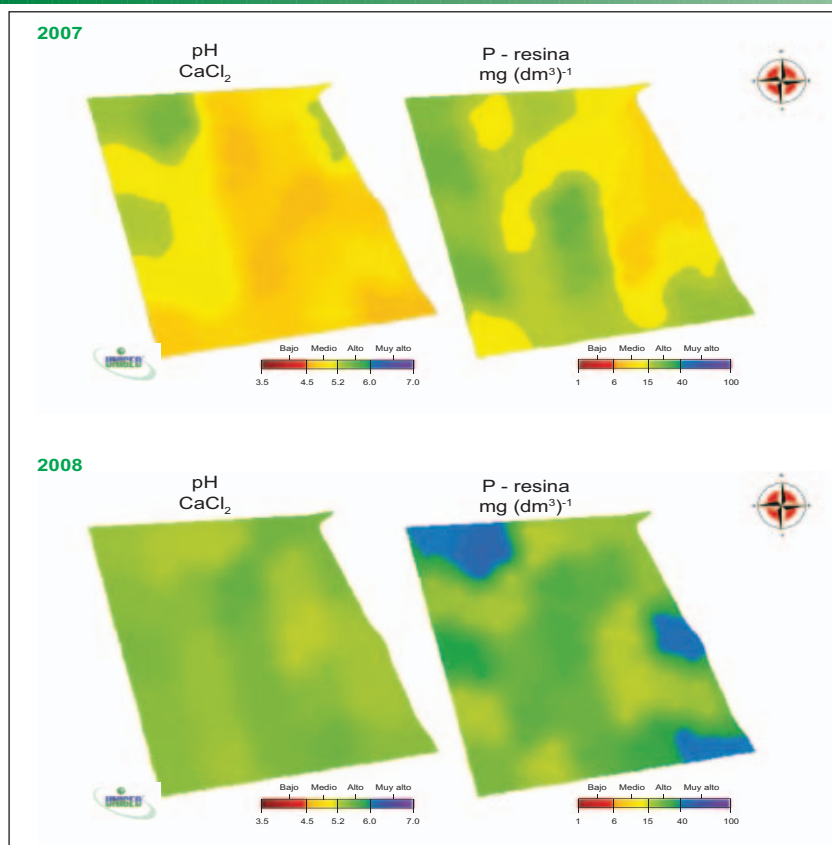 2007
pH
CaCl₂
P - resina
mg (dm³)⁻¹
Bajo Medio Alto Muy alto
3.5 4.5 5.2 6.0 7.0
Bajo Medio Alto Muy alto
1 6 15 40 100
2008
pH
CaCl₂
P - resina
mg (dm³)⁻¹
Bajo Medio Alto Muy alto
3.5 4.5 5.2 6.0 7.0
Bajo Medio Alto Muy alto
1 6 15 40 100